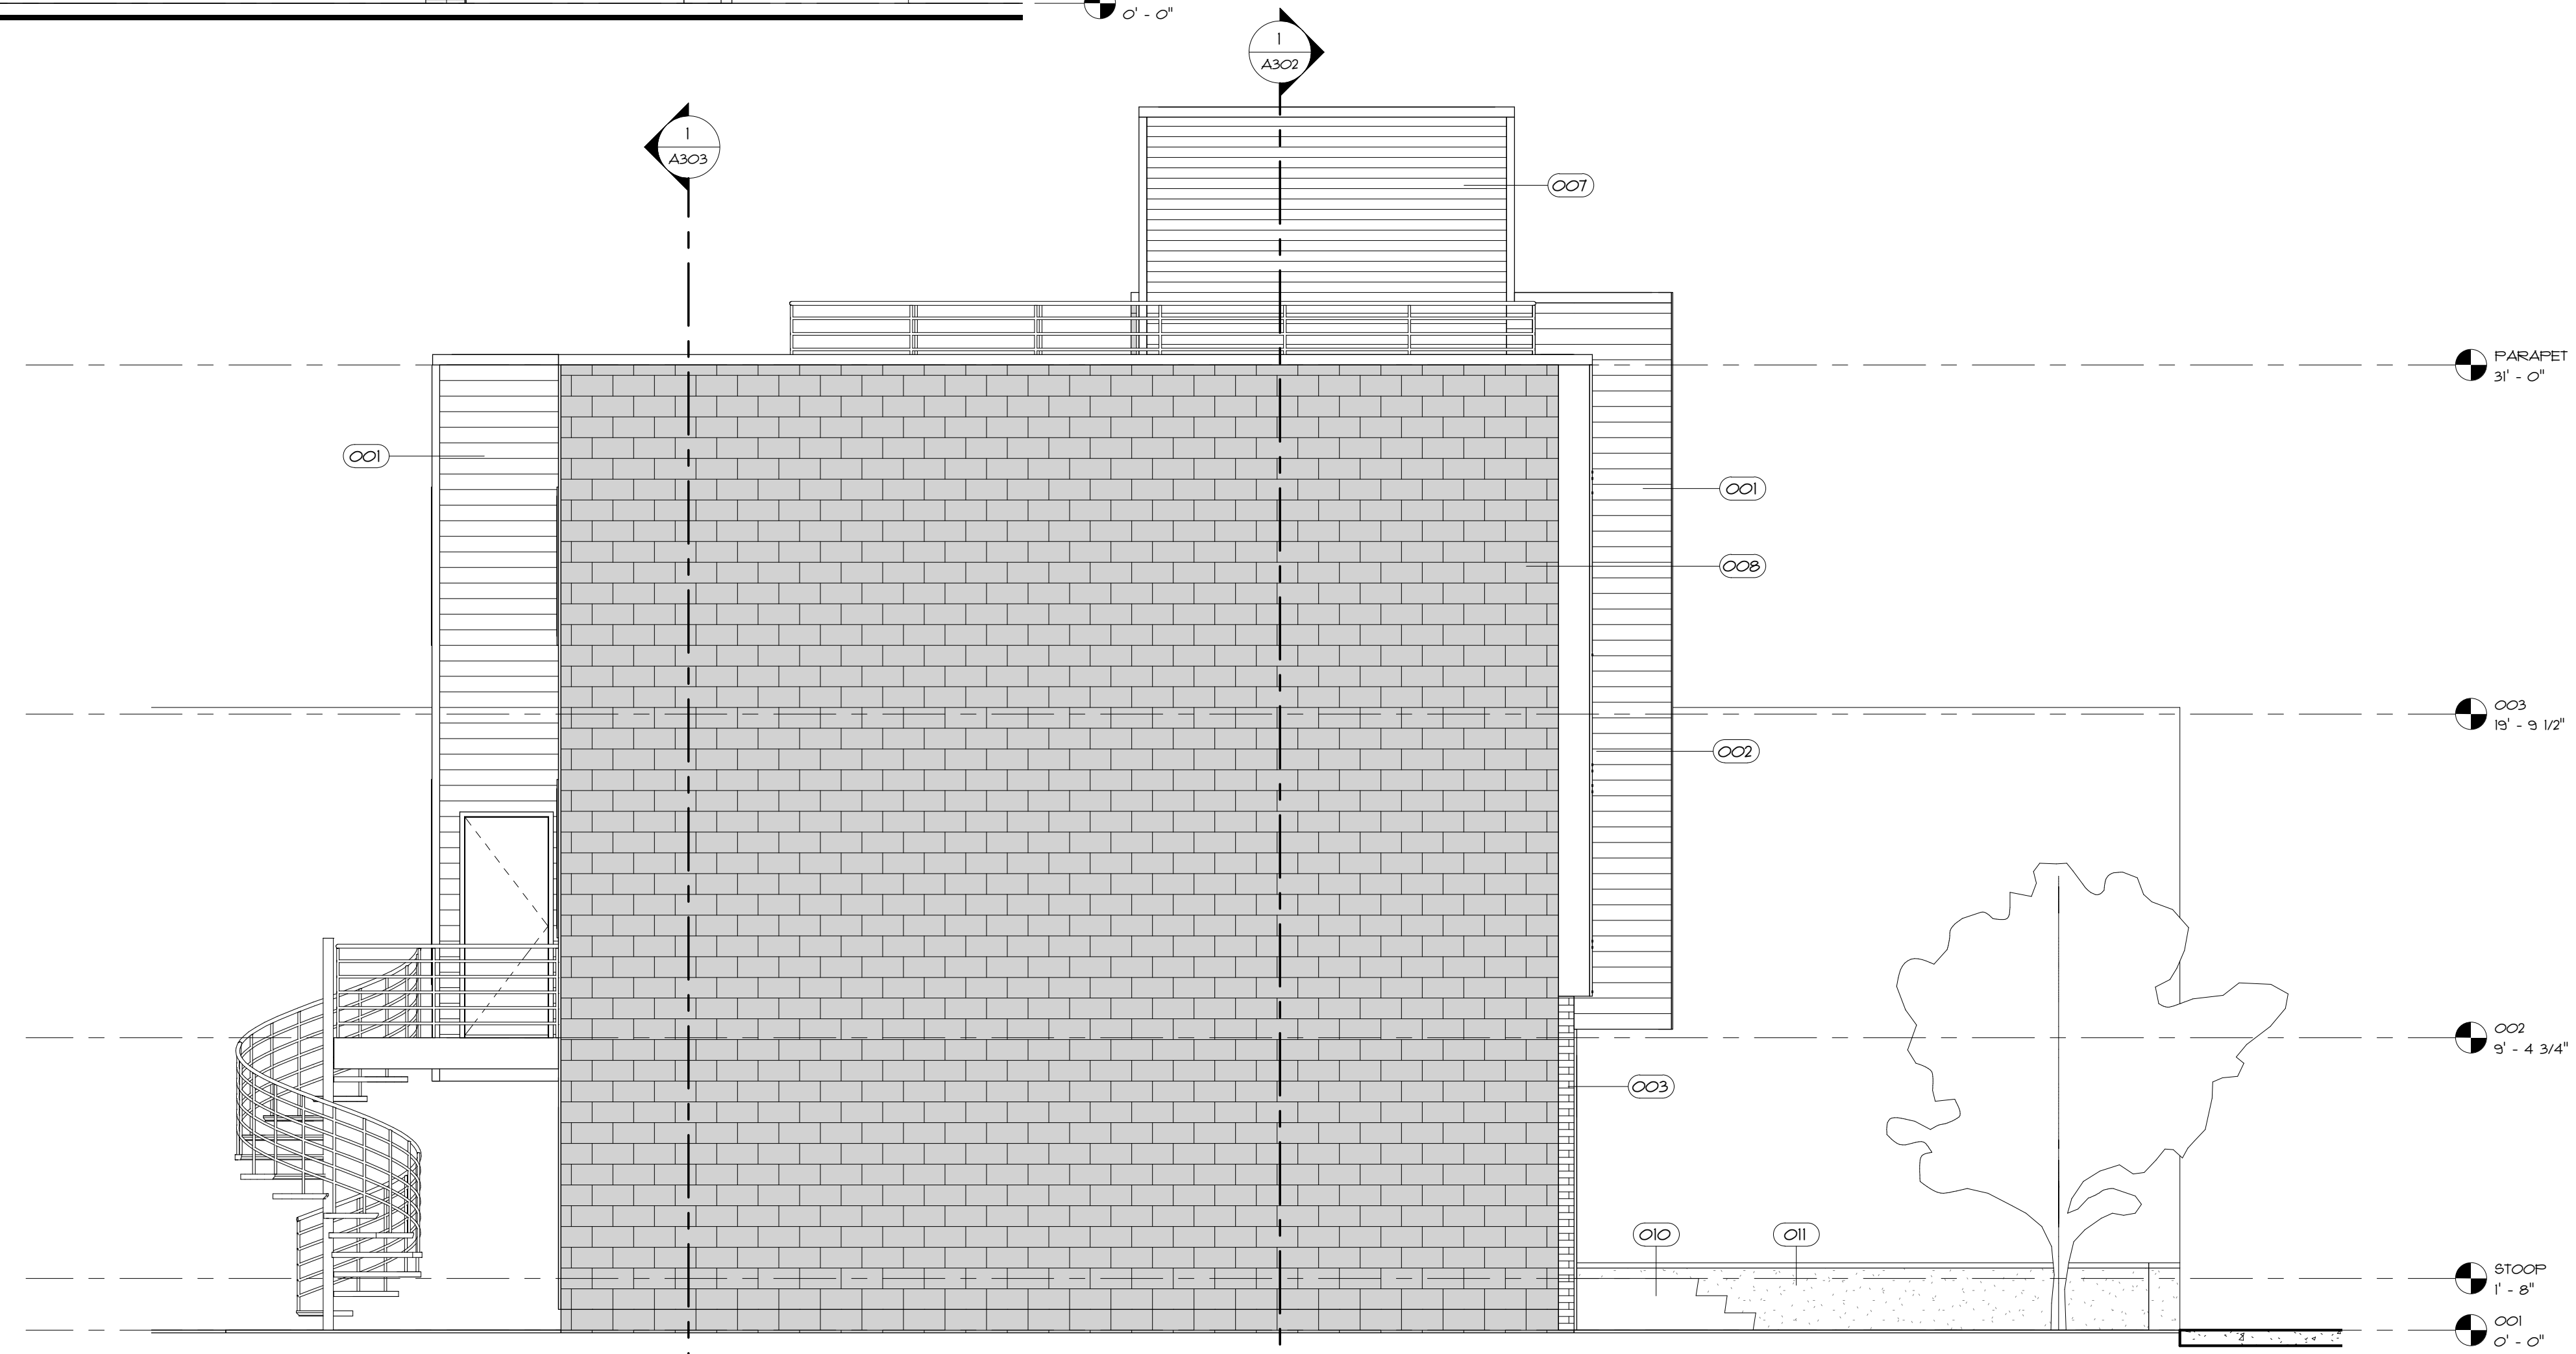 0' - 0"
1
A302
1
A303
007
PARAPET
31' - 0"
001
001
008
003
19' - 9 1/2"
002
002
9' - 4 3/4"
003
010
011
STOOP
1' - 8"
001
0' - 0"